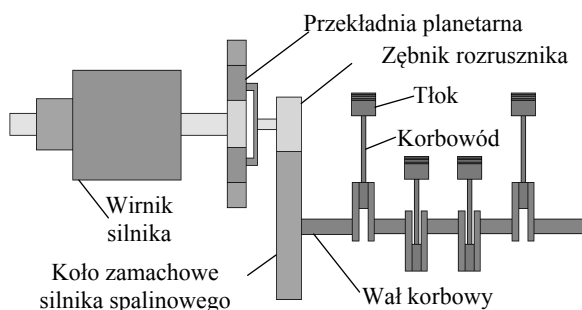 Przekładnia planetarna
Zębnik rozrusznika
Tłok
Korbowód
Wirnik
silnika
Koło zamachowe
silnika spalinowego
Wał korbowy